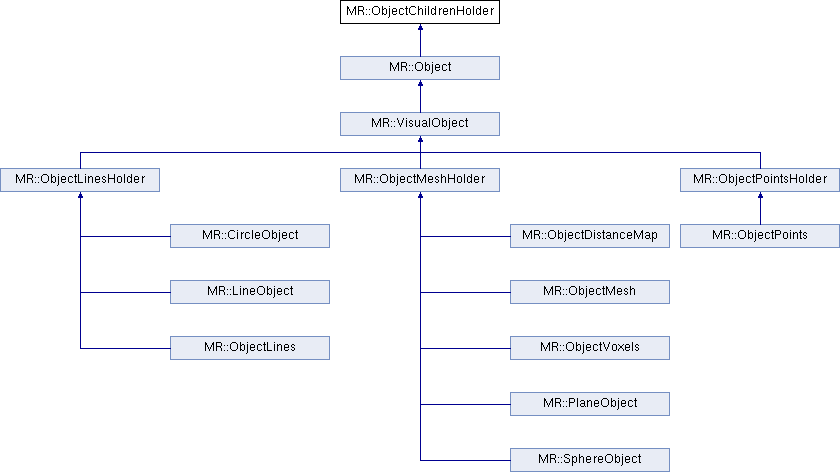 MR::ObjectChildrenHolder
MR::Object
MR::VisualObject
MR::ObjectLinesHolder
MR::ObjectMeshHolder
MR::ObjectPointsHolder
MR::CircleObject
MR::ObjectDistanceMap
MR::ObjectPoints
MR::LineObject
MR::ObjectMesh
MR::ObjectLines
MR::ObjectVoxels
MR::PlaneObject
MR::SphereObject